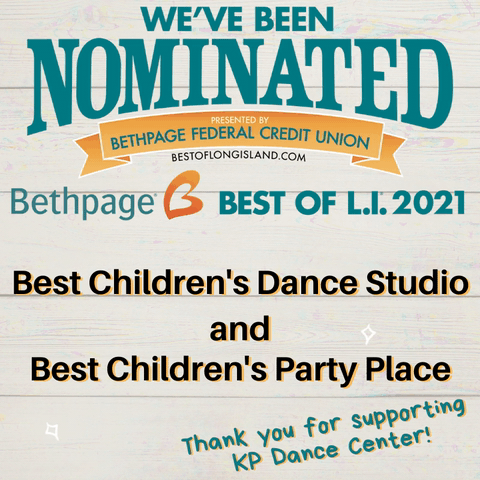 WE'VE BEEN
NOMINATED
PRESENTED BY
BETHPAGE FEDERAL CREDIT UNION
BESTOFLONGISLAND.COM
Bethpage® B BEST OF L.I. 2021
Best Children's Dance Studio
and
Best Children's Party Place
Thank you for supporting
KP Dance Center!